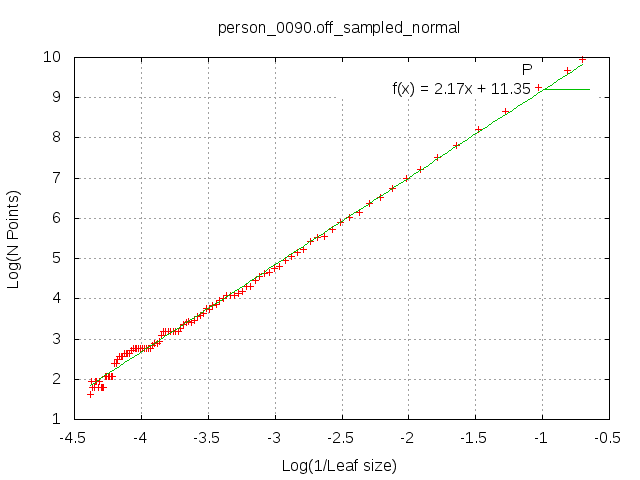 person_0090.off_sampled_normal
10
P
f(x) = 2.17x + 11.35
9
8
7
6
5
4
3
2
1
Log(N Points)
-4.5 -4 -3.5 -3 -2.5 -2 -1.5 -1 -0.5
Log(1/Leaf size)